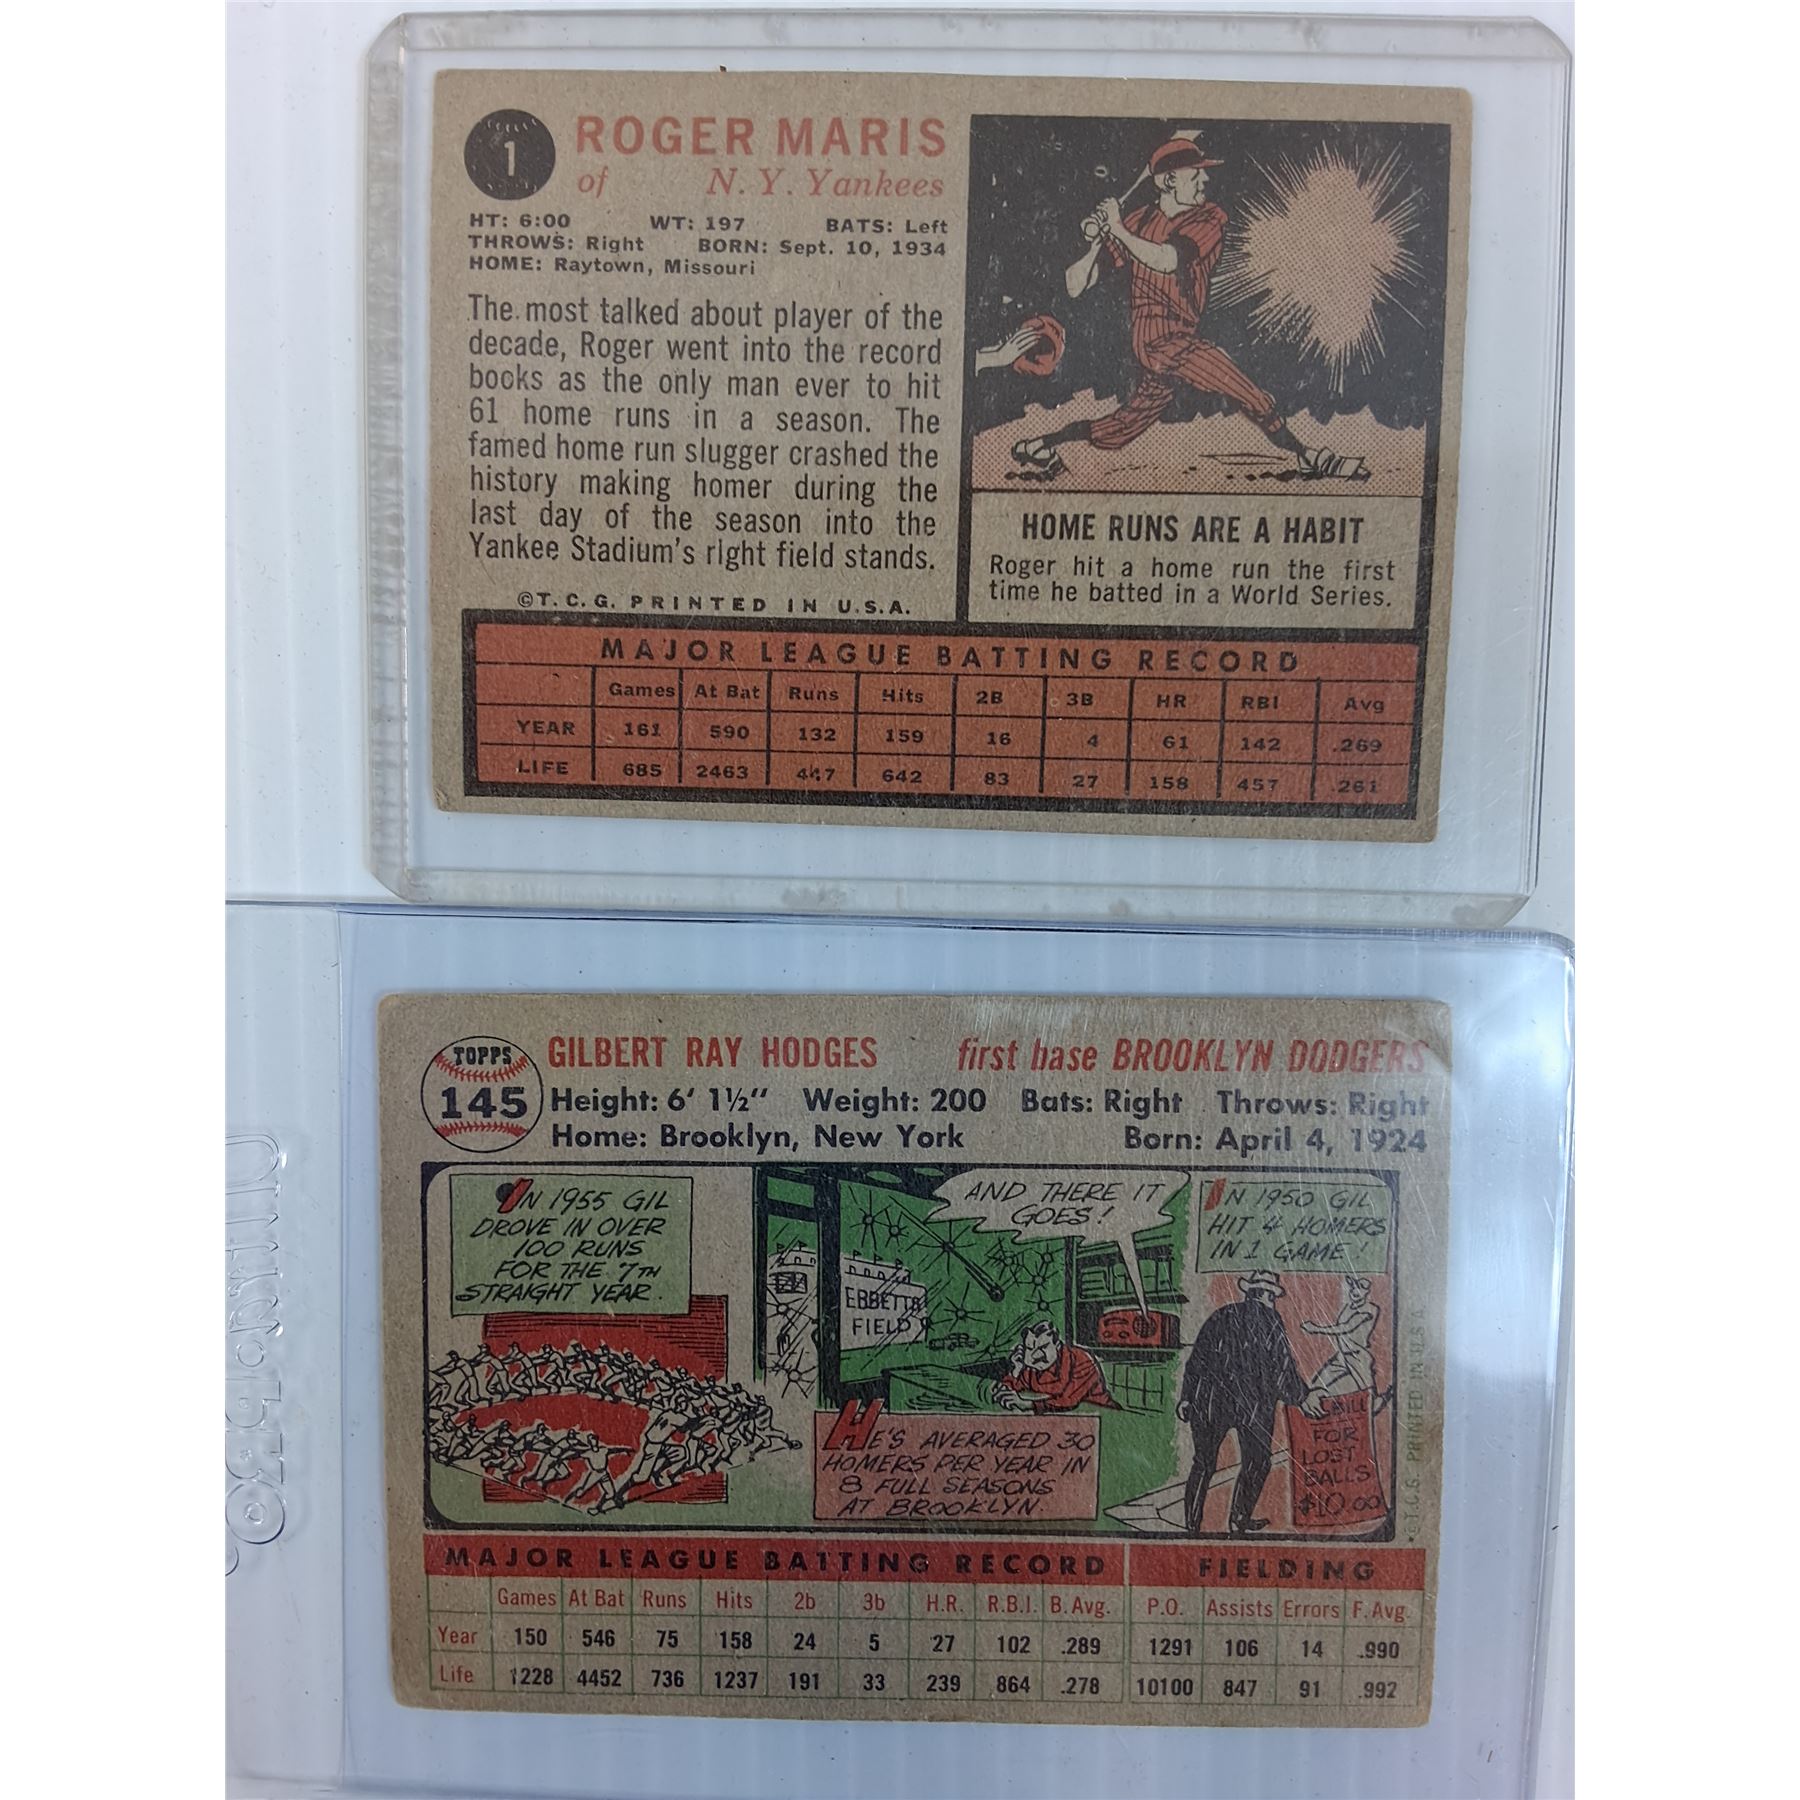 1
ROGER MARIS
of N. Y. Yankees
HT: 6:00 WT: 197 BATS: Left
THROWS: Right BORN: Sept. 10, 1934
HOME: Raytown, Missouri
The most talked about player of the
decade, Roger went into the record
books as the only man ever to hit
61 home runs in a season. The
famed home run slugger crashed the
history making homer during the
last day of the season into the
Yankee Stadium's right field stands.
©T. C. G. PRINTED IN U.S.A.
HOME RUNS ARE A HABIT
Roger hit a home run the first
time he batted in a World Series.
MAJOR LEAGUE BATTING RECORD
Games At Bat Runs Hits 2B 3B HR RBI Avg
YEAR 161 590 132 159 16 4 61 142 .269
LIFE 685 2463 447 642 83 27 158 457 .261
TOPPS
145
GILBERT RAY HODGES first base BROOKLYN DODGERS
Height: 6' 1½" Weight: 200 Bats: Right Throws: Right
Home: Brooklyn, New York Born: April 4, 1924
IN 1955 GIL
DROVE IN OVER
100 RUNS
FOR THE 7TH
STRAIGHT YEAR.
AND THERE IT
GOES!
EBBETTS
FIELD
HE'S AVERAGED 30
HOMERS PER YEAR IN
8 FULL SEASONS
AT BROOKLYN.
IN 1950 GIL
HIT 4 HOMERS
IN 1 GAME!
BILL
FOR
LOST
BALLS
$10.00
©T.C.G. PRINTED IN U.S.A.
MAJOR LEAGUE BATTING RECORD FIELDING
Games At Bat Runs Hits 2b 3b H.R. R.B.I. B. Avg. P.O. Assists Errors F. Avg.
Year 150 546 75 158 24 5 27 102 .289 1291 106 14 .990
Life 1228 4452 736 1237 191 33 239 864 .278 10100 847 91 .992